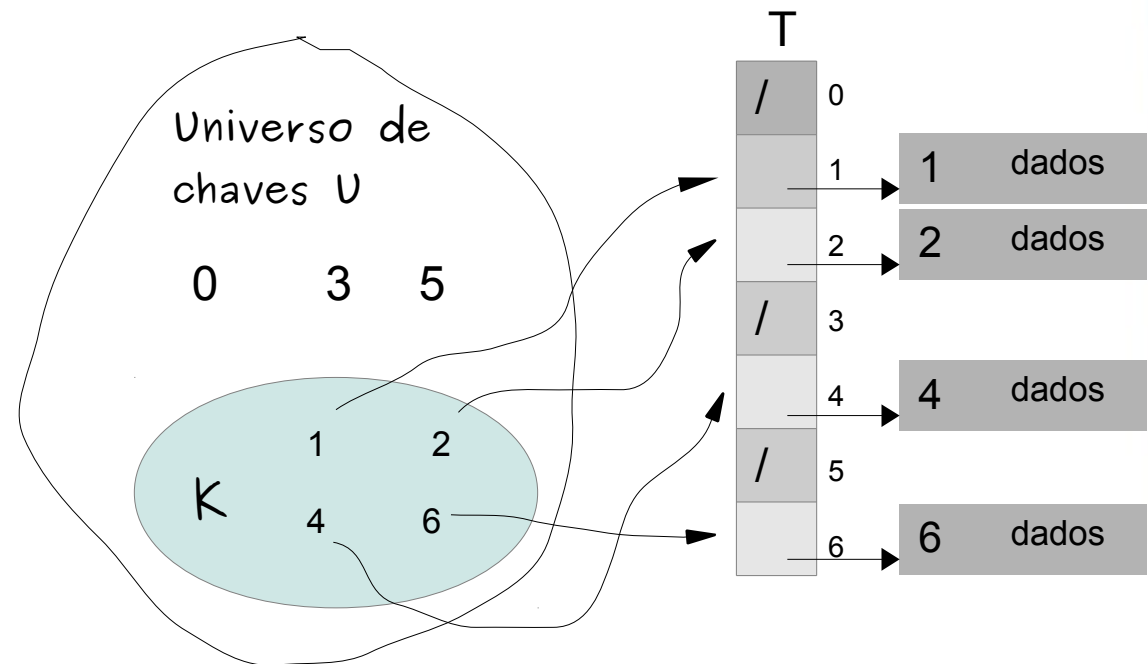 T
Universo de
chaves U
0 3 5
K
1 2
4 6
/ 0
1 1 dados
2 2 dados
/ 3
4 4 dados
/ 5
6 6 dados